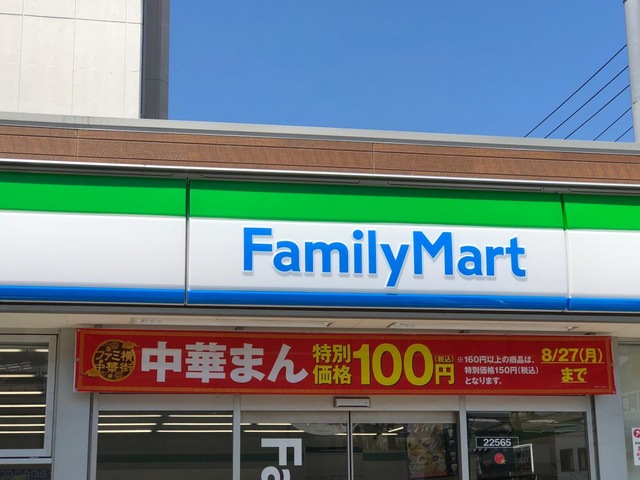 FamilyMart
ファミ横
中華街
中華まん
特別
価格
100円
(税込)
※160円以上の商品は、
特別価格150円(税込)
となります。
8/27(月)
まで
Fa
22565